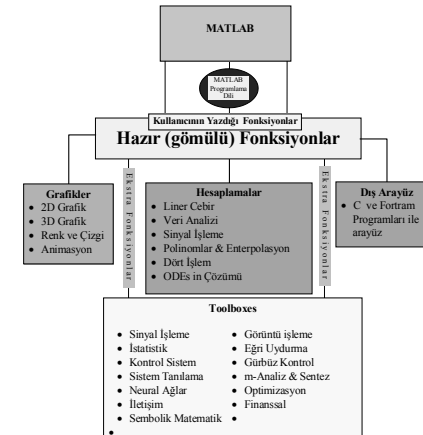 MATLAB
MATLAB
Programlama
Dili
Kullanıcının Yazdığı Fonksiyonlar
Hazır (gömülü) Fonksiyonlar
Grafikler
• 2D Grafik
• 3D Grafik
• Renk ve Çizgi
• Animasyon
Ekstra Fonksiyonlar
Hesaplamalar
• Liner Cebir
• Veri Analizi
• Sinyal İşleme
• Polinomlar & Enterpolasyon
• Dört İşlem
• ODEs in Çözümü
Ekstra Fonksiyonlar
Dış Arayüz
• C ve Fortram
Programları ile
arayüz
Toolboxes
• Sinyal İşleme
• İstatistik
• Kontrol Sistem
• Sistem Tanılama
• Neural Ağlar
• İletişim
• Sembolik Matematik
•
• Görüntü işleme
• Eğri Uydurma
• Gürbüz Kontrol
• m-Analiz & Sentez
• Optimizasyon
• Finanssal
•